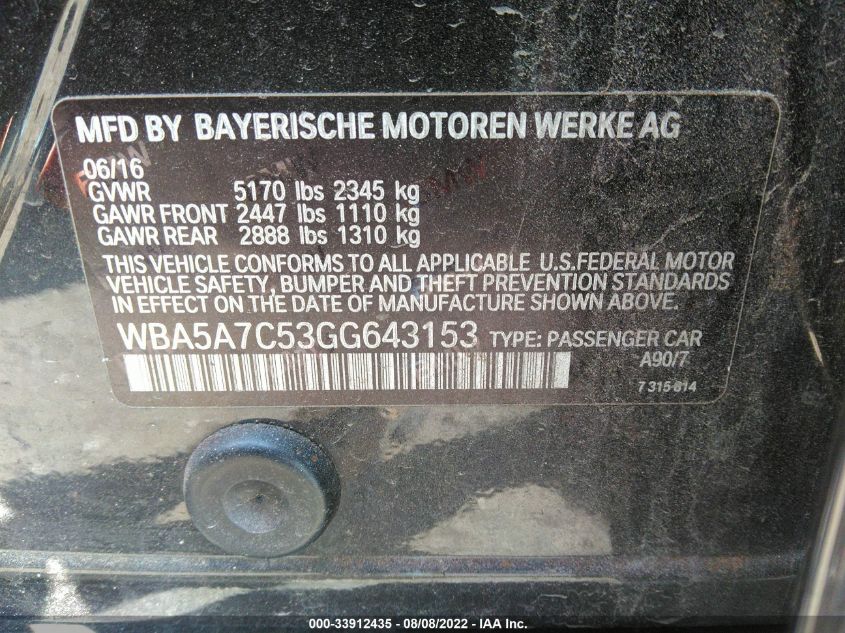 MFD BY BAYERISCHE MOTOREN WERKE AG
06/16
GVWR 5170 lbs 2345 kg
GAWR FRONT 2447 lbs 1110 kg
GAWR REAR 2888 lbs 1310 kg
THIS VEHICLE CONFORMS TO ALL APPLICABLE U.S.FEDERAL MOTOR
VEHICLE SAFETY, BUMPER AND THEFT PREVENTION STANDARDS
IN EFFECT ON THE DATE OF MANUFACTURE SHOWN ABOVE.
WBA5A7C53GG643153 TYPE: PASSENGER CAR
A90/7
7 315 814
000-33912435 - 08/08/2022 - IAA Inc.